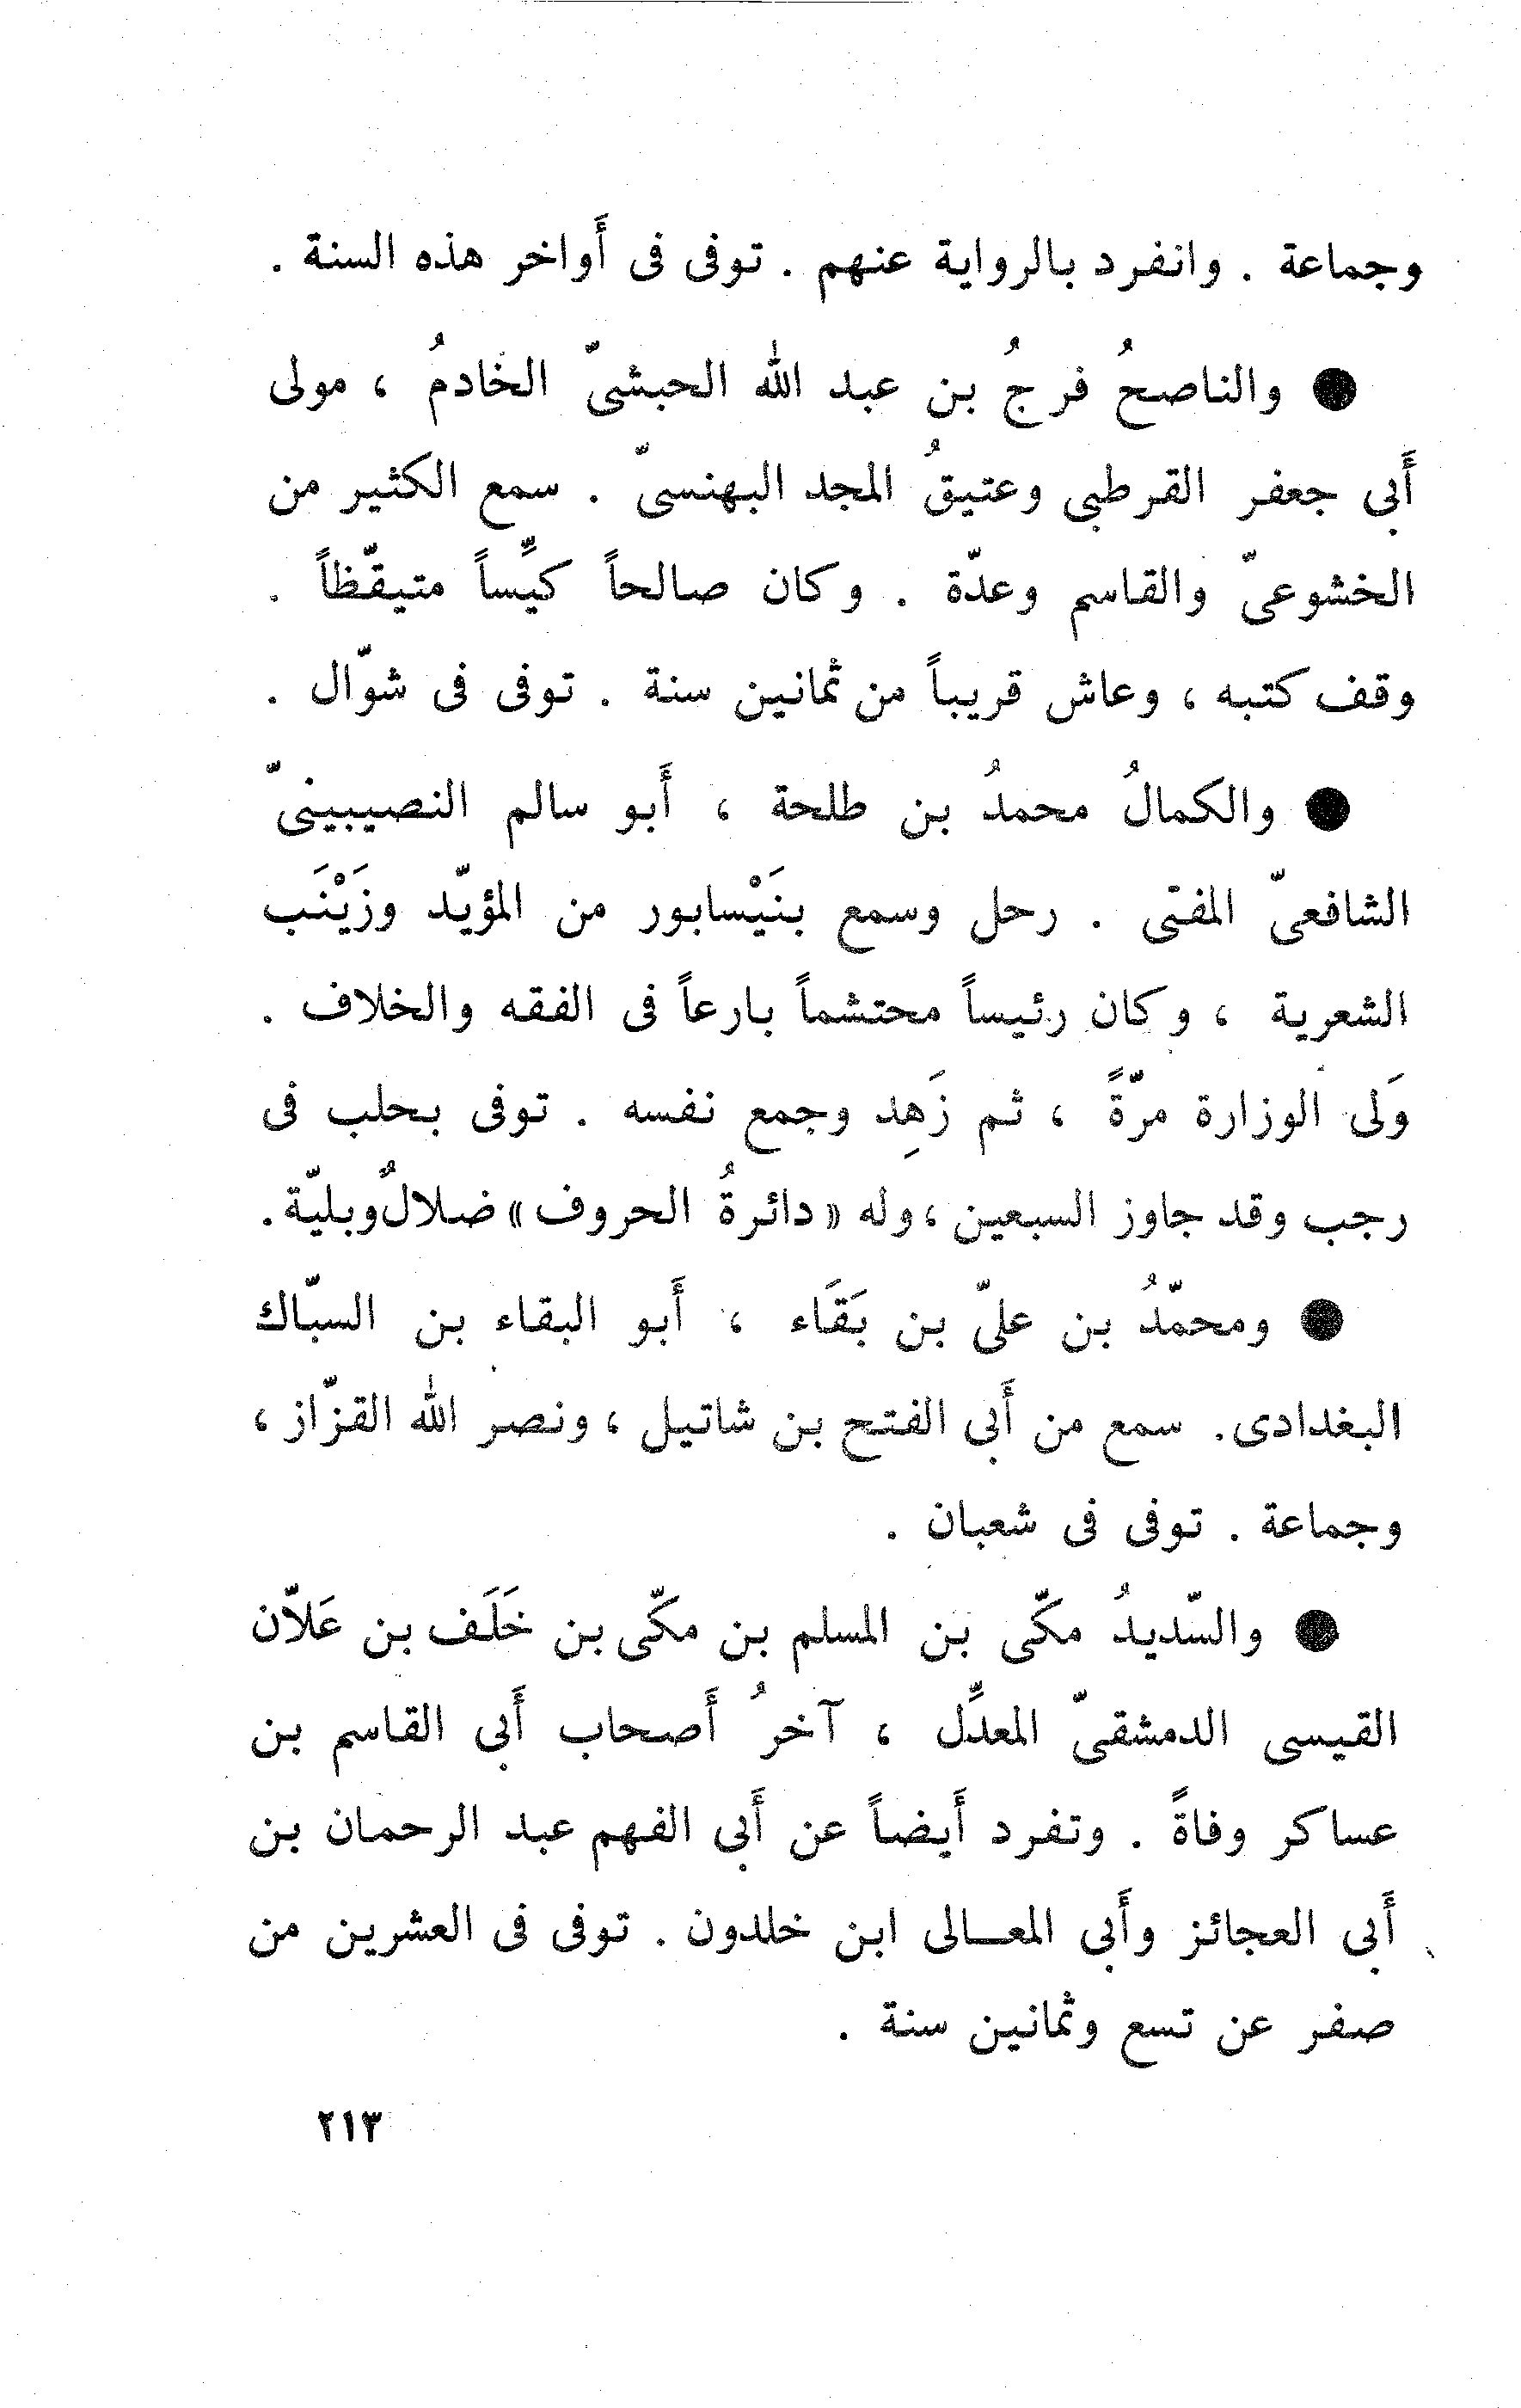 وجماعة . وانفرد بالرواية عنهم . توفى فى أَواخر هذه السنة .
● والناصحُ فرجُ بن عبد الله الحبشىّ الخادمُ ، مولى
أَبى جعفر القرطبى وعتيقُ المجد البهنسىّ . سمع الكثير من
الخشوعىّ والقاسم وعدّة . وكان صالحاً كيِّساً متيقّظاً .
وقف كتبه ، وعاش قريباً من ثمانين سنة . توفى فى شوّال .
● والكمالُ محمدُ بن طلحة ، أَبو سالم النصيبينىّ
الشافعىّ المفتى . رحل وسمع بنَيْسابور من المؤيّد وزَيْنَب
الشعرية ، وكان رئيساً محتشماً بارعاً فى الفقه والخلاف .
وَلى الوزارة مرّةً ، ثم زَهِد وجمع نفسه . توفى بحلب فى
رجب وقد جاوز السبعين ، وله « دائرةُ الحروف » ضلالٌ وبليّة .
● ومحمّدُ بن علىّ بن بَقَاء ، أَبو البقاء بن السبّاك
البغدادى . سمع من أَبى الفتح بن شاتيل ، ونصر الله القزّاز ،
وجماعة . توفى فى شعبان .
● والسّديدُ مكّى بن المسلم بن مكّى بن خَلَف بن عَلاّن
القيسى الدمشقىّ المعدِّل ، آخرُ أَصحاب أَبى القاسم بن
عساكر وفاةً . وتفرد أَيضاً عن أَبى الفهم عبد الرحمان بن
أَبى العجائز وأَبى المعـالى ابن خلدون . توفى فى العشرين من
صفر عن تسع وثمانين سنة .
٢١٣